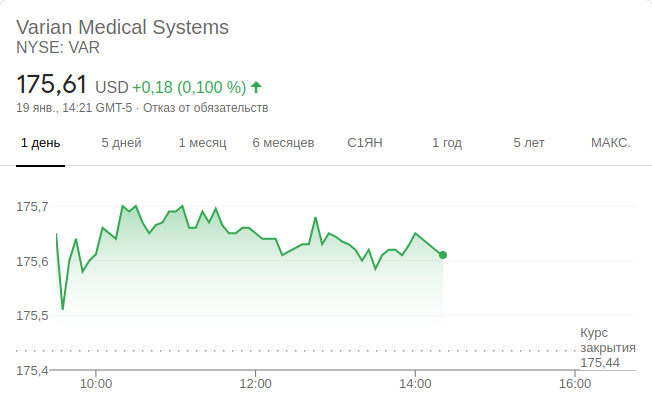 Varian Medical Systems
NYSE: VAR
175,61 USD +0,18 (0,100 %)
19 янв., 14:21 GMT-5 · Отказ от обязательств
1 день 5 дней 1 месяц 6 месяцев С1ЯН 1 год 5 лет МАКС.
175,7
175,6
175,5
Курс
закрытия
175,44
175,4
10:00 12:00 14:00 16:00